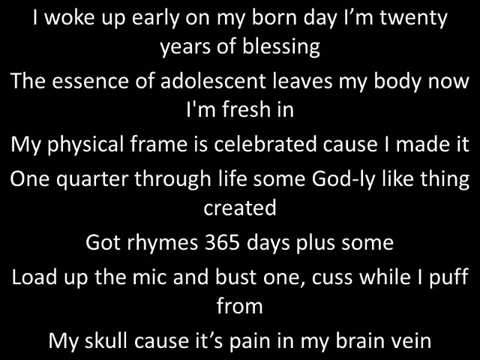 I woke up early on my born day I’m twenty
years of blessing
The essence of adolescent leaves my body now
I'm fresh in
My physical frame is celebrated cause I made it
One quarter through life some God-ly like thing
created
Got rhymes 365 days plus some
Load up the mic and bust one, cuss while I puff
from
My skull cause it’s pain in my brain vein